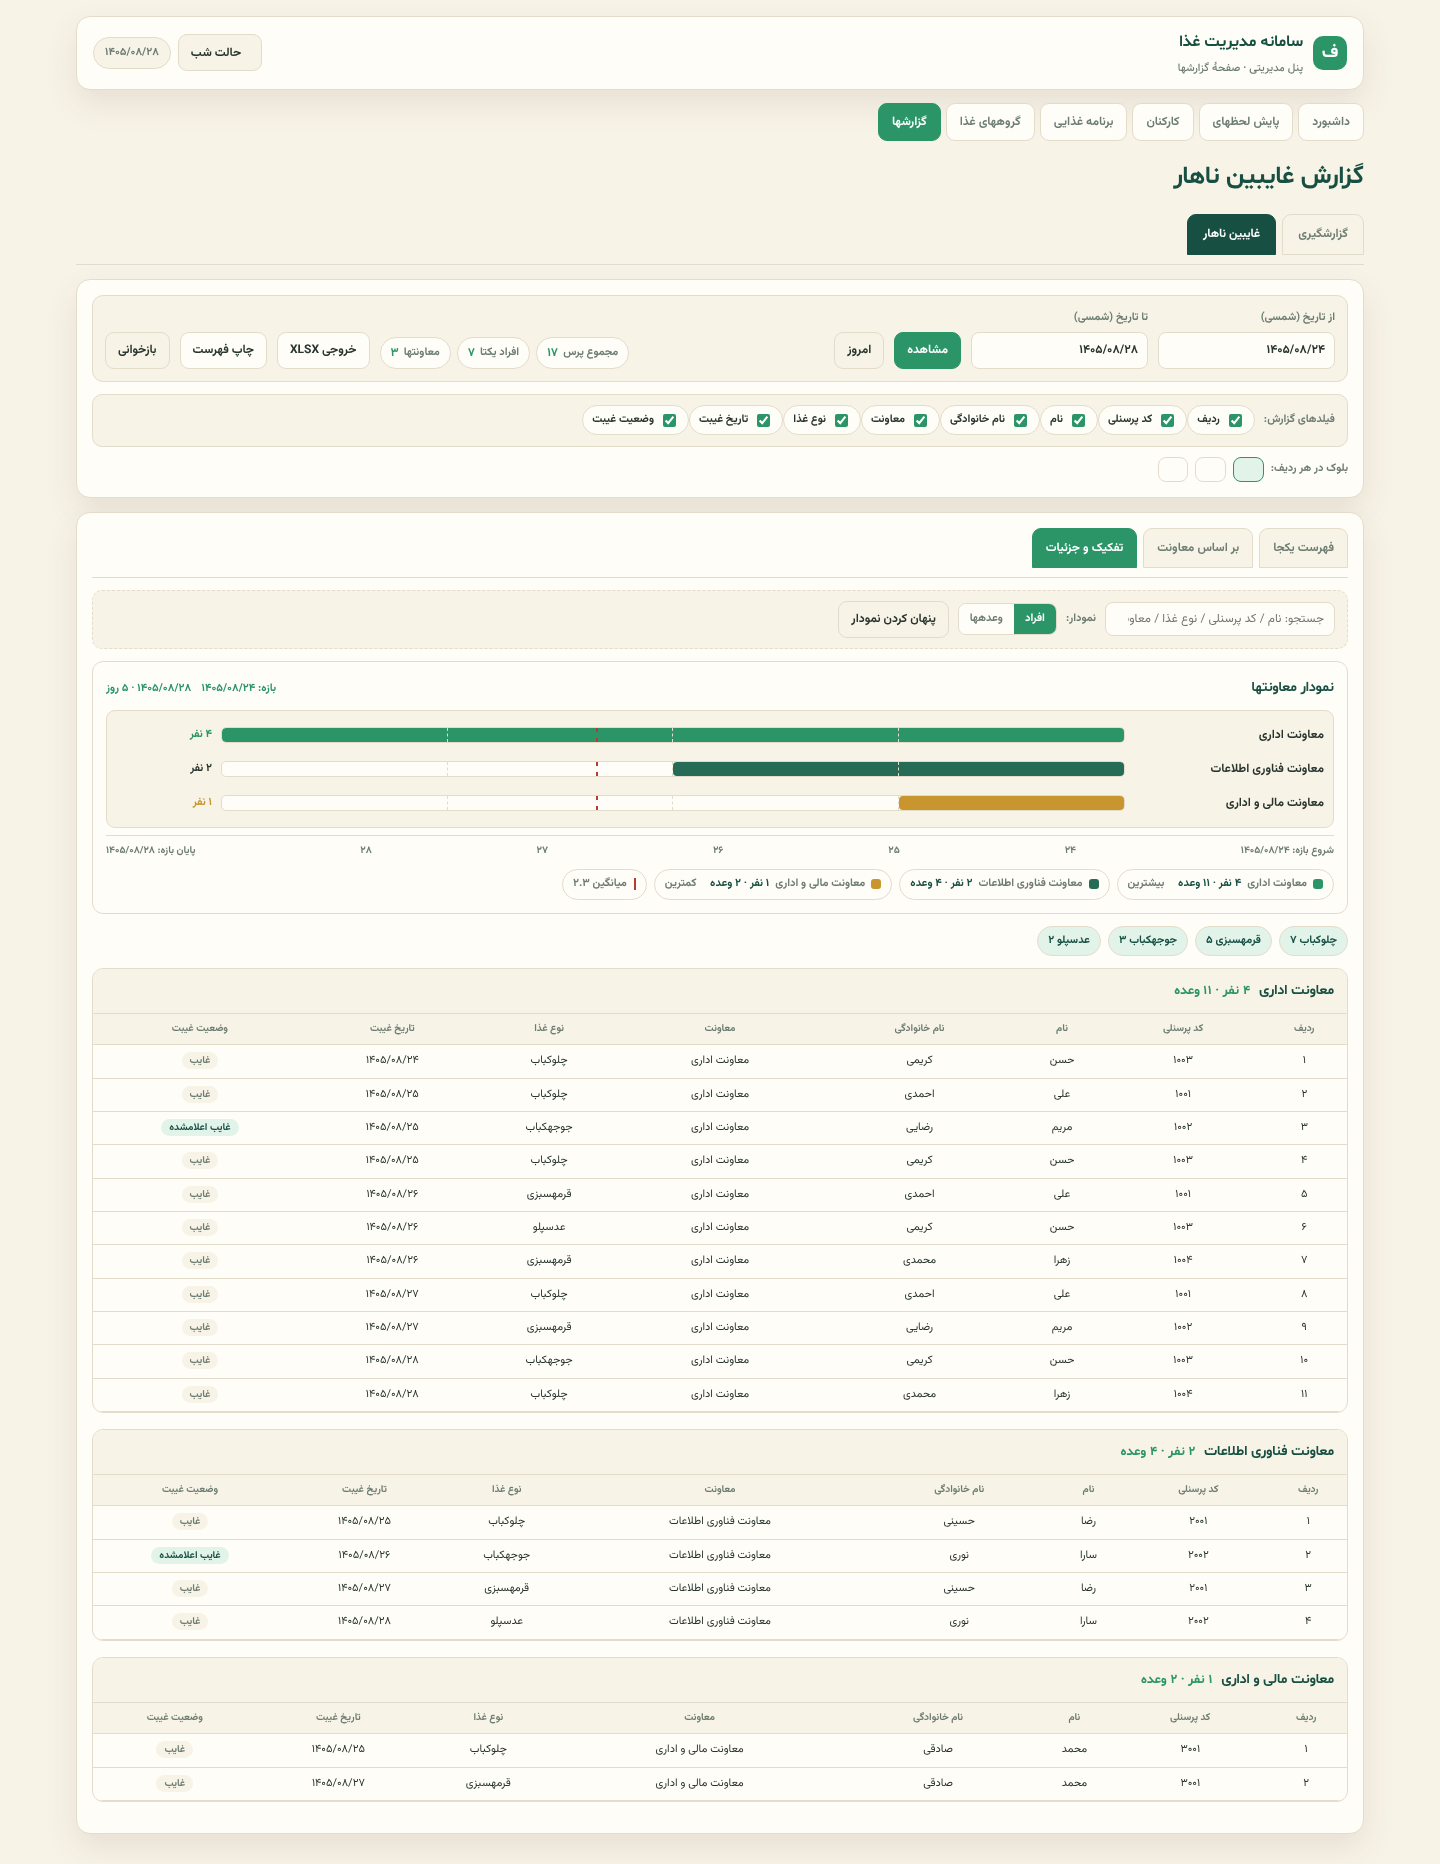 ف
سامانه مدیریت غذا
پنل مدیریتی · صفحهٔ گزارشها
حالت شب
۱۴۰۵/۰۸/۲۸
داشبورد
پایش لحظهای
کارکنان
برنامه غذایی
گروههای غذا
گزارشها
گزارش غایبین ناهار
گزارشگیری
غایبین ناهار
از تاریخ (شمسی)
تا تاریخ (شمسی)
۱۴۰۵/۰۸/۲۴
۱۴۰۵/۰۸/۲۸
مشاهده
امروز
مجموع پرس ۱۷
افراد یکتا ۷
معاونتها ۳
خروجی XLSX
چاپ فهرست
بازخوانی
فیلدهای گزارش:
ردیف
کد پرسنلی
نام
نام خانوادگی
معاونت
نوع غذا
تاریخ غیبت
وضعیت غیبت
بلوک در هر ردیف:
فهرست یکجا
بر اساس معاونت
تفکیک و جزئیات
جستجو: نام / کد پرسنلی / نوع غذا / معاو
نمودار:
افراد
وعدهها
پنهان کردن نمودار
نمودار معاونتها
بازه: ۱۴۰۵/۰۸/۲۴ ۱۴۰۵/۰۸/۲۸ · ۵ روز
معاونت اداری ۴ نفر
معاونت فناوری اطلاعات ۲ نفر
معاونت مالی و اداری ۱ نفر
شروع بازه: ۱۴۰۵/۰۸/۲۴ ۲۴ ۲۵ ۲۶ ۲۷ ۲۸ پایان بازه: ۱۴۰۵/۰۸/۲۸
معاونت اداری ۴ نفر · ۱۱ وعده بیشترین
معاونت فناوری اطلاعات ۲ نفر · ۴ وعده
معاونت مالی و اداری ۱ نفر · ۲ وعده کمترین
میانگین ۲.۳
چلوکباب ۷
قرمهسبزی ۵
جوجهکباب ۳
عدسپلو ۲
معاونت اداری ۴ نفر · ۱۱ وعده
ردیف کد پرسنلی نام نام خانوادگی معاونت نوع غذا تاریخ غیبت وضعیت غیبت
۱ ۱۰۰۳ حسن کریمی معاونت اداری چلوکباب ۱۴۰۵/۰۸/۲۴ غایب
۲ ۱۰۰۱ علی احمدی معاونت اداری چلوکباب ۱۴۰۵/۰۸/۲۵ غایب
۳ ۱۰۰۲ مریم رضایی معاونت اداری جوجهکباب ۱۴۰۵/۰۸/۲۵ غایب اعلامشده
۴ ۱۰۰۳ حسن کریمی معاونت اداری چلوکباب ۱۴۰۵/۰۸/۲۵ غایب
۵ ۱۰۰۱ علی احمدی معاونت اداری قرمهسبزی ۱۴۰۵/۰۸/۲۶ غایب
۶ ۱۰۰۳ حسن کریمی معاونت اداری عدسپلو ۱۴۰۵/۰۸/۲۶ غایب
۷ ۱۰۰۴ زهرا محمدی معاونت اداری قرمهسبزی ۱۴۰۵/۰۸/۲۶ غایب
۸ ۱۰۰۱ علی احمدی معاونت اداری چلوکباب ۱۴۰۵/۰۸/۲۷ غایب
۹ ۱۰۰۲ مریم رضایی معاونت اداری قرمهسبزی ۱۴۰۵/۰۸/۲۷ غایب
۱۰ ۱۰۰۳ حسن کریمی معاونت اداری جوجهکباب ۱۴۰۵/۰۸/۲۸ غایب
۱۱ ۱۰۰۴ زهرا محمدی معاونت اداری چلوکباب ۱۴۰۵/۰۸/۲۸ غایب
معاونت فناوری اطلاعات ۲ نفر · ۴ وعده
ردیف کد پرسنلی نام نام خانوادگی معاونت نوع غذا تاریخ غیبت وضعیت غیبت
۱ ۲۰۰۱ رضا حسینی معاونت فناوری اطلاعات چلوکباب ۱۴۰۵/۰۸/۲۵ غایب
۲ ۲۰۰۲ سارا نوری معاونت فناوری اطلاعات جوجهکباب ۱۴۰۵/۰۸/۲۶ غایب اعلامشده
۳ ۲۰۰۱ رضا حسینی معاونت فناوری اطلاعات قرمهسبزی ۱۴۰۵/۰۸/۲۷ غایب
۴ ۲۰۰۲ سارا نوری معاونت فناوری اطلاعات عدسپلو ۱۴۰۵/۰۸/۲۸ غایب
معاونت مالی و اداری ۱ نفر · ۲ وعده
ردیف کد پرسنلی نام نام خانوادگی معاونت نوع غذا تاریخ غیبت وضعیت غیبت
۱ ۳۰۰۱ محمد صادقی معاونت مالی و اداری چلوکباب ۱۴۰۵/۰۸/۲۵ غایب
۲ ۳۰۰۱ محمد صادقی معاونت مالی و اداری قرمهسبزی ۱۴۰۵/۰۸/۲۷ غایب